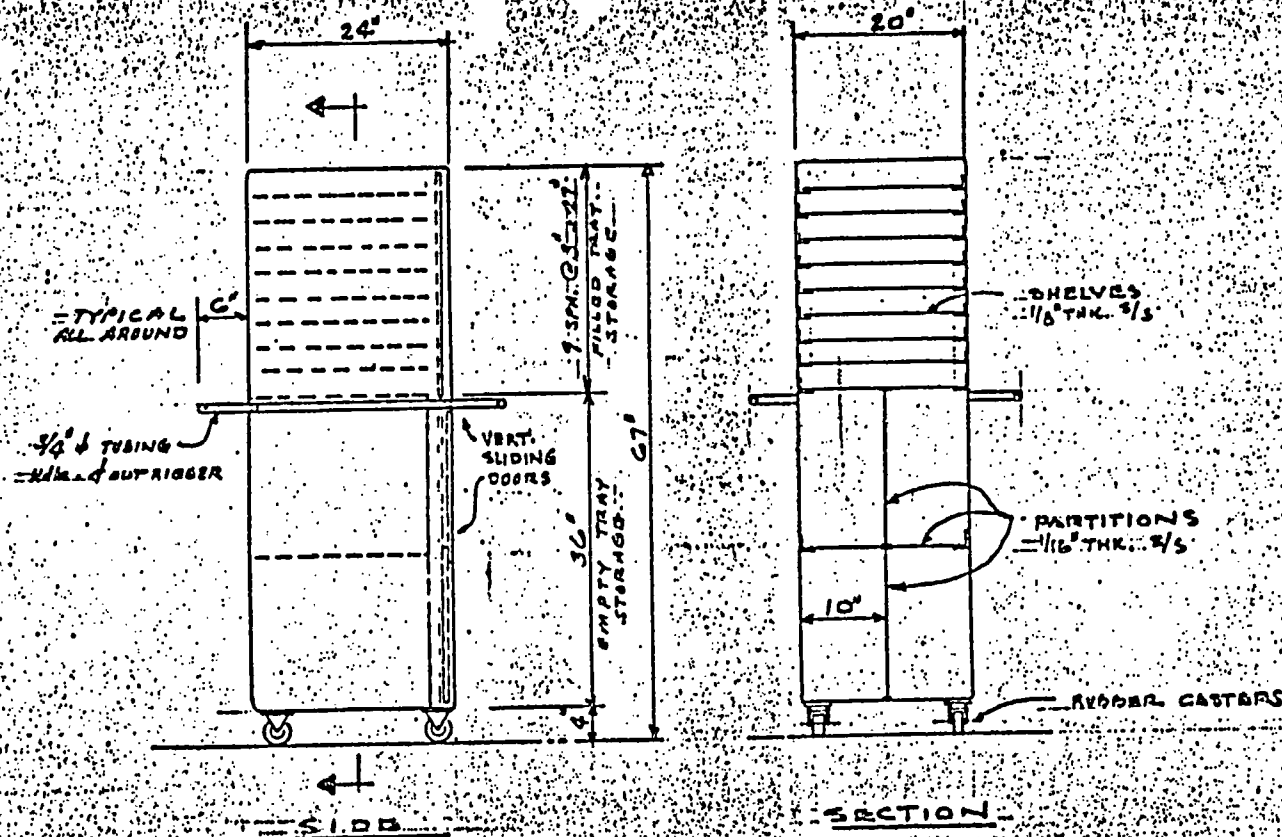 24"
20"
9 SPA. @ 3" = 27"
FILLED TRAY
STORAGE
6"
TYPICAL
ALL AROUND
SHELVES
1/8" THK. S/S
3/4" ⌀ TUBING
OUTRIGGER
VERT.
SLIDING
DOORS
67"
36"
EMPTY TRAY
STORAGE
PARTITIONS
1/16" THK. S/S
10"
4"
RUBBER CASTERS
SIDE
SECTION